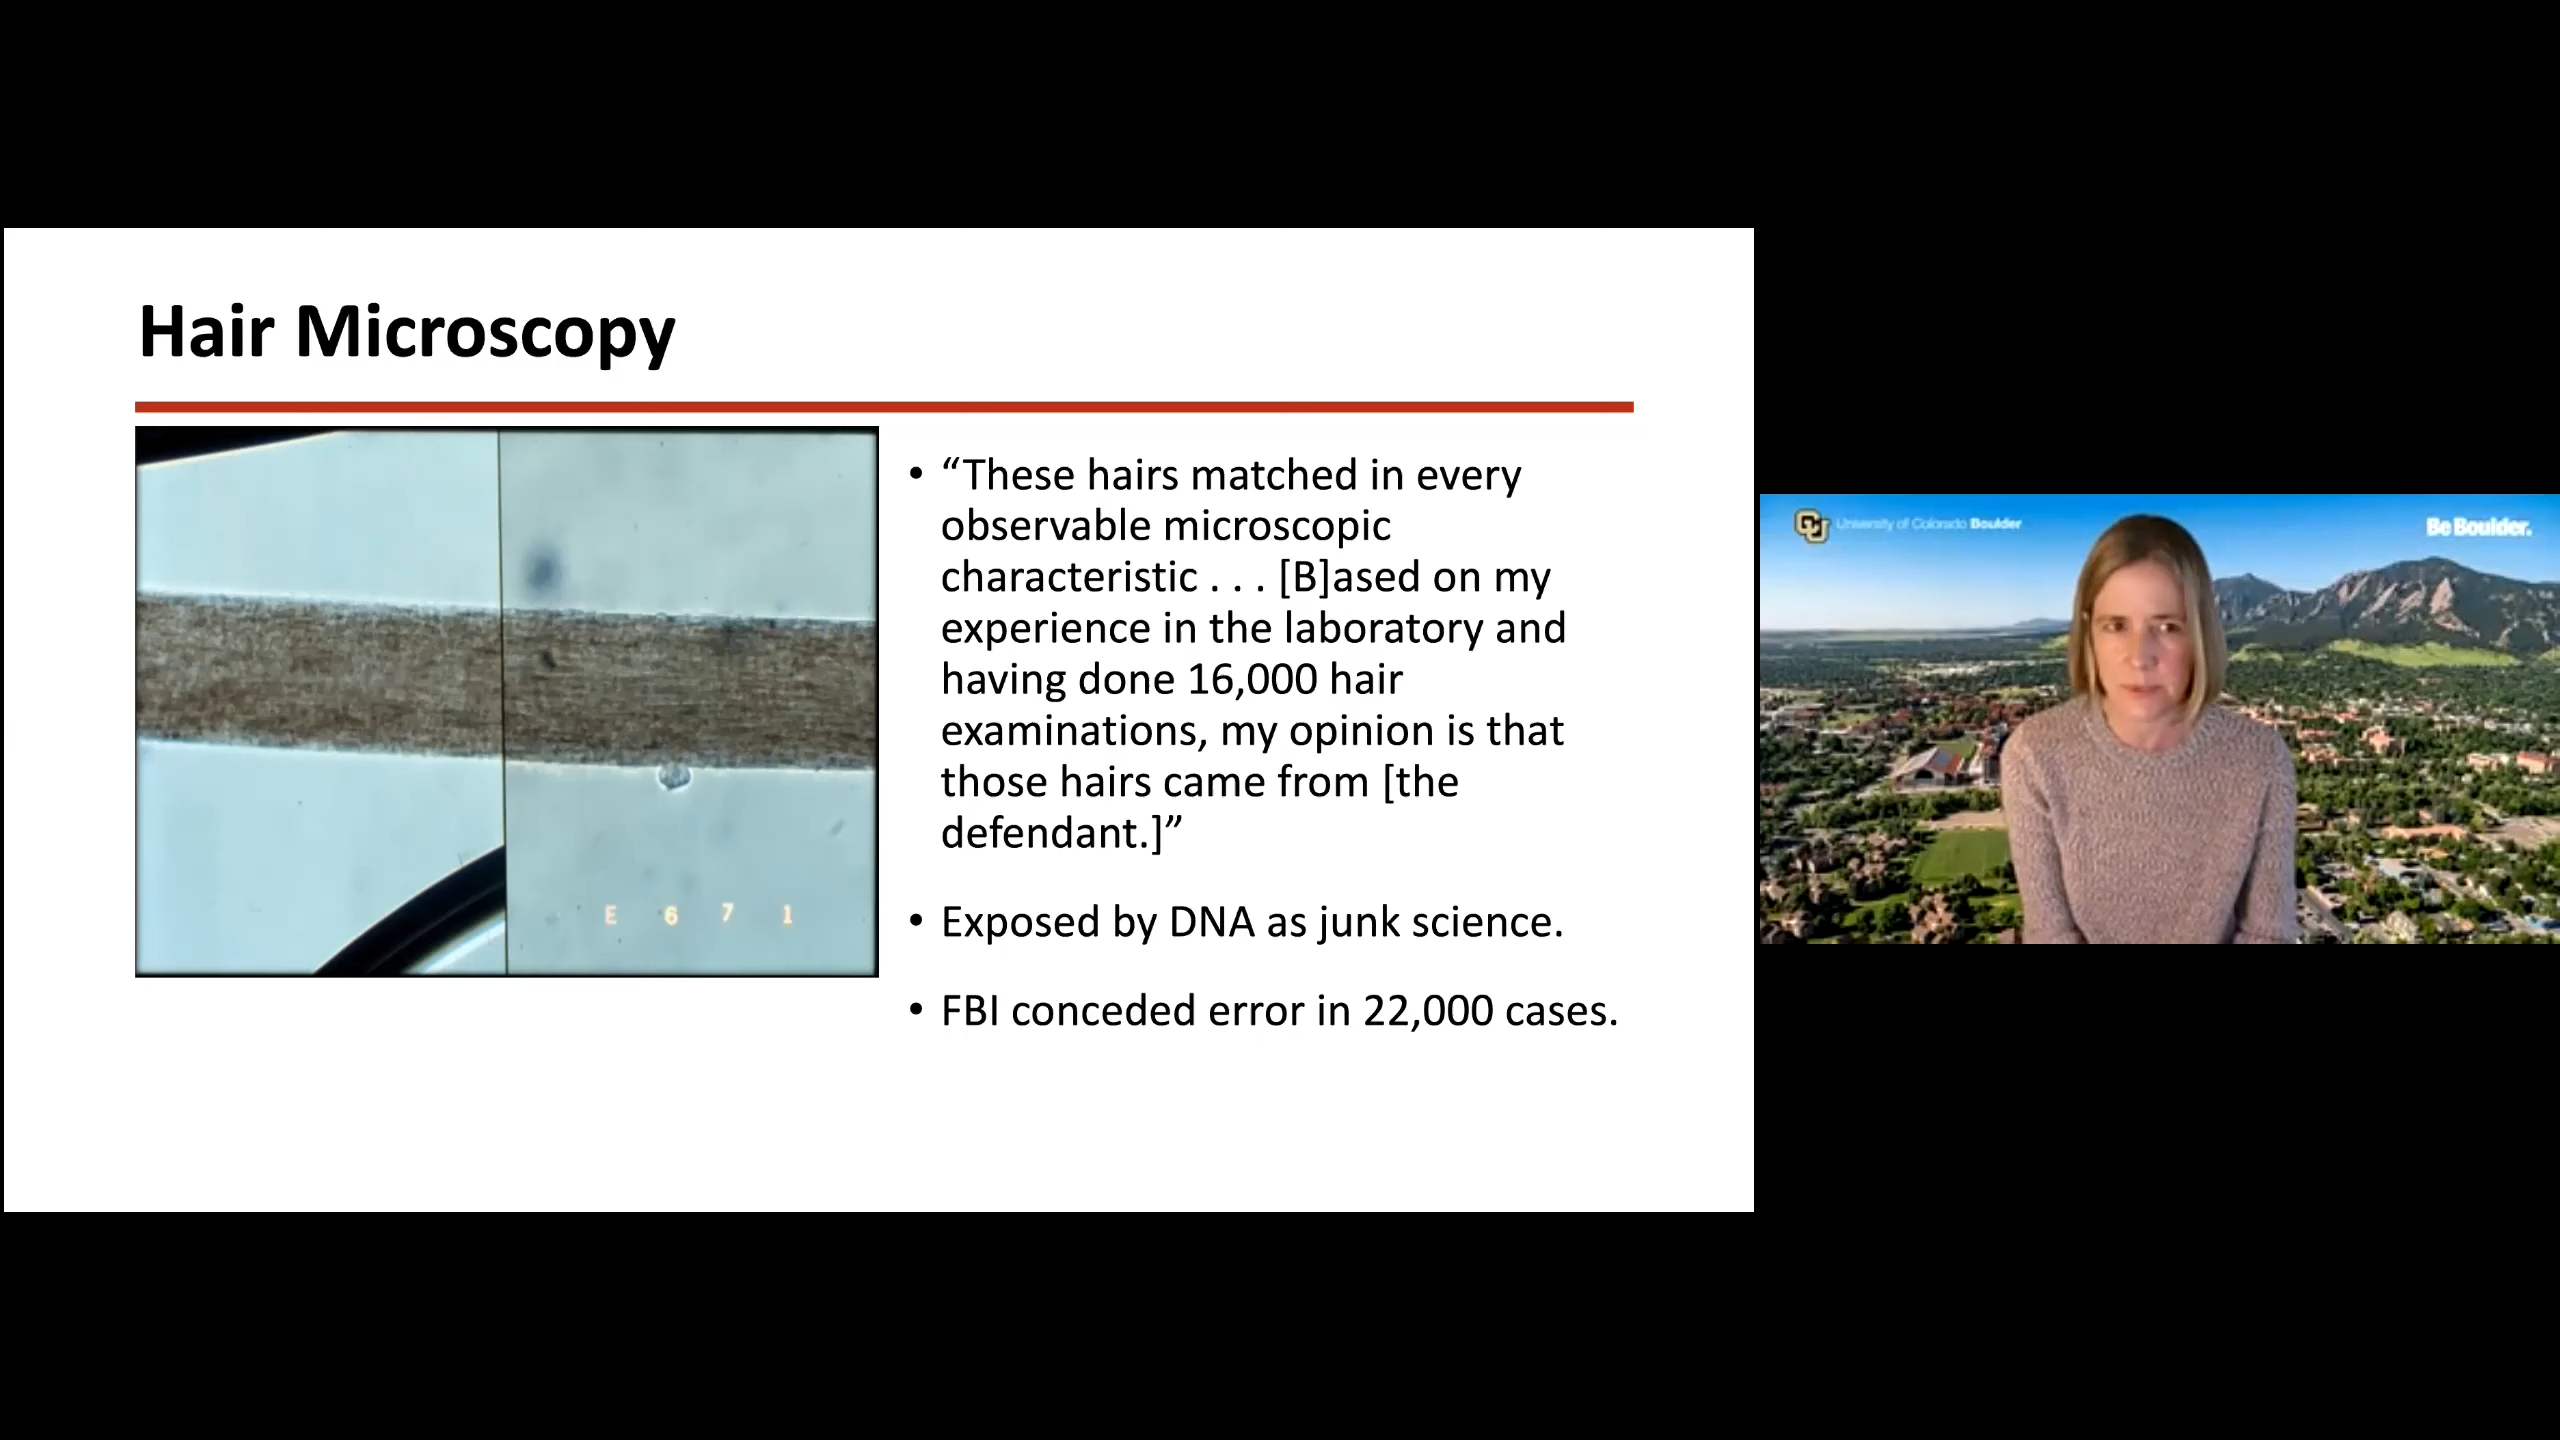 Hair Microscopy
• “These hairs matched in every
observable microscopic
characteristic . . . [B]ased on my
experience in the laboratory and
having done 16,000 hair
examinations, my opinion is that
those hairs came from [the
defendant.]”
• Exposed by DNA as junk science.
• FBI conceded error in 22,000 cases.
E 6 7 1
CU University of Colorado Boulder
Be Boulder.